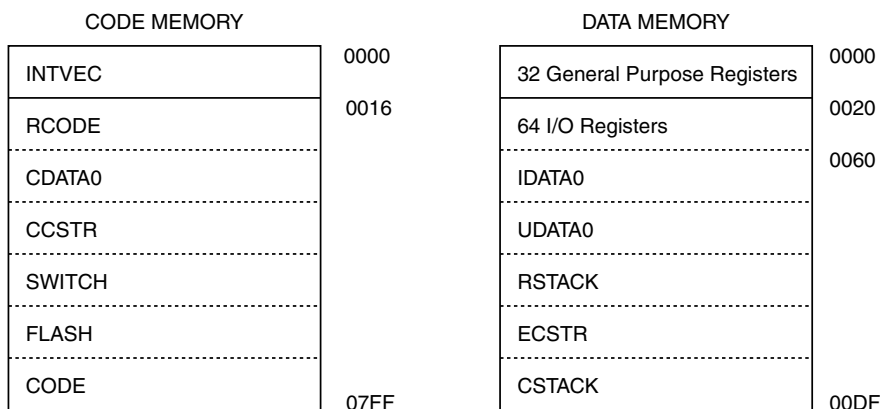 CODE MEMORY
INTVEC
0000
RCODE
0016
CDATA0
CCSTR
SWITCH
FLASH
CODE
07FF
DATA MEMORY
32 General Purpose Registers
0000
64 I/O Registers
0020
IDATA0
0060
UDATA0
RSTACK
ECSTR
CSTACK
00DF